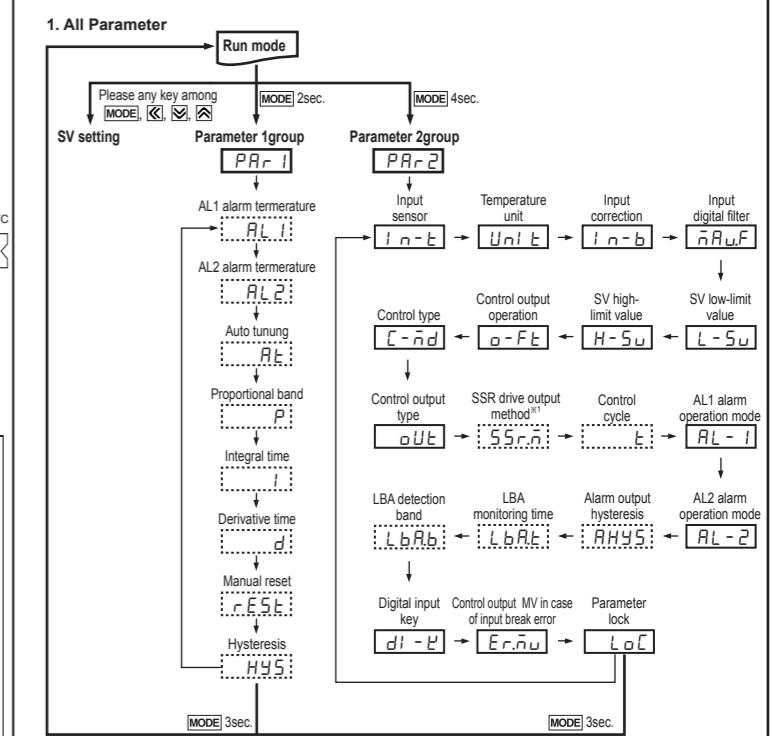 1. All Parameter
Run mode
Please any key among
MODE, «, ,
MODE 2sec.
MODE 4sec.
SV setting
Parameter 1group
Parameter 2group
PAr1
PAr2
AL1 alarm termerature
AL1
AL2 alarm termerature
AL2
Auto tunung
At
Proportional band
P
Integral time
I
Derivative time
d
Manual reset
rESt
Hysteresis
HYS
MODE 3sec.
Input
sensor
In-t
Temperature
unit
UnIt
Input
correction
In-b
Input
digital filter
mAu.F
Control type
C-md
Control output
operation
o-Ft
SV high-
limit value
H-Su
SV low-limit
value
L-Su
Control output
type
oUt
SSR drive output
method※1
SSr.m
Control
cycle
t
AL1 alarm
operation mode
AL-1
LBA detection
band
LbA.b
LBA
monitoring time
LbA.t
Alarm output
hysteresis
AHYS
AL2 alarm
operation mode
AL-2
Digital input
key
dI-K
Control output MV in case
of input break error
Er.mu
Parameter
lock
LoC
MODE 3sec.
°C